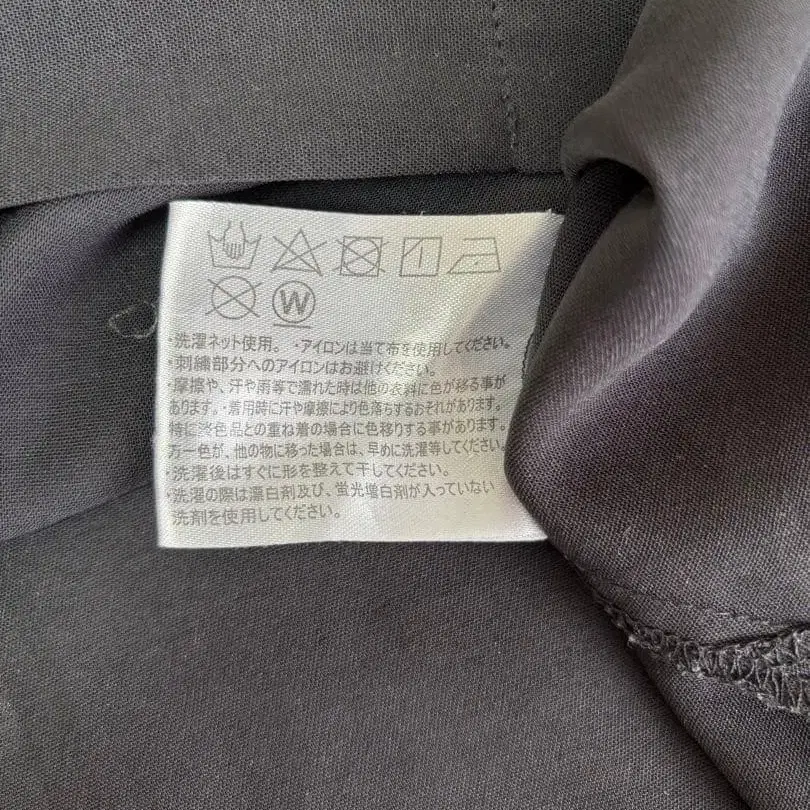 W
・洗濯ネット使用。・アイロンは当て布を使用してください。
・刺繍部分へのアイロンはお避けください。
・摩擦や、汗や雨等で濡れた時は他の衣料に色が移る事が
あります。・着用時に汗や摩擦により色落ちするおそれがあります。
特に淡色品との重ね着の場合に色移りする事があります。
万一色が、他の物に移った場合は、早めに洗濯等してください。
・洗濯後はすぐに形を整えて干してください。
・洗濯の際は漂白剤及び、蛍光増白剤が入っていない
洗剤を使用してください。